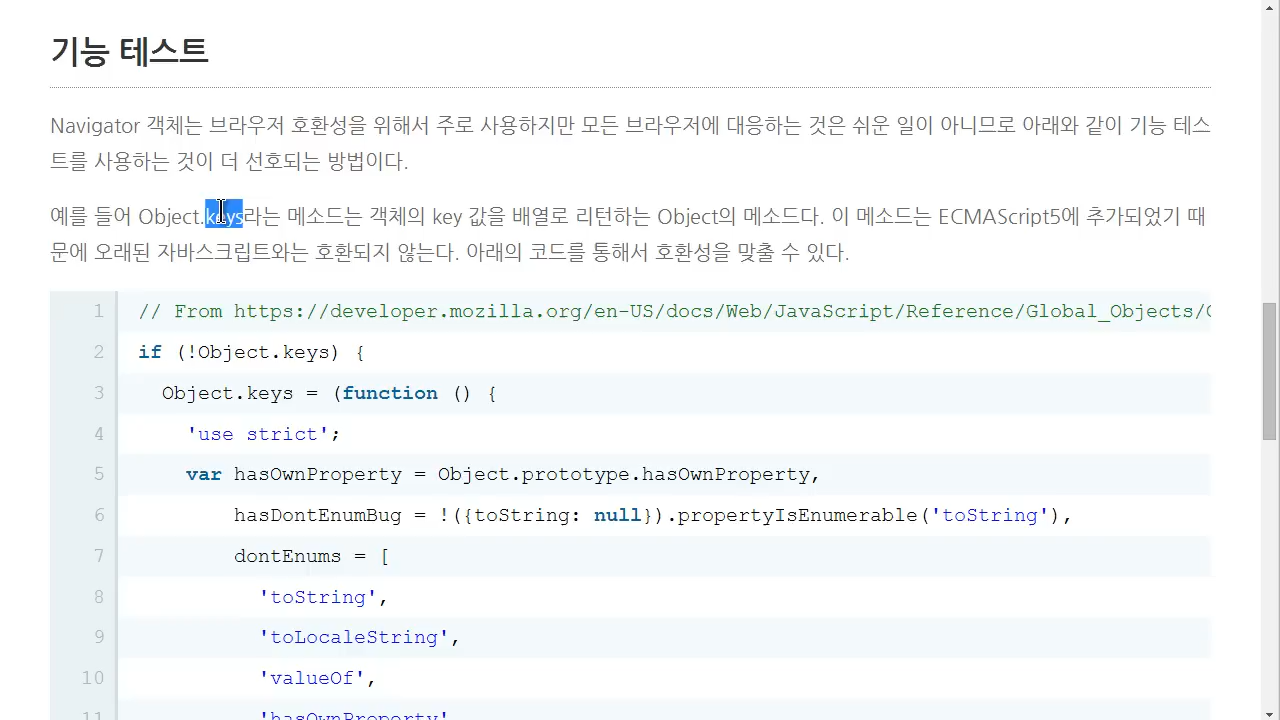 기능 테스트
Navigator 객체는 브라우저 호환성을 위해서 주로 사용하지만 모든 브라우저에 대응하는 것은 쉬운 일이 아니므로 아래와 같이 기능 테스
트를 사용하는 것이 더 선호되는 방법이다.
예를 들어 Object.keys라는 메소드는 객체의 key 값을 배열로 리턴하는 Object의 메소드다. 이 메소드는 ECMAScript5에 추가되었기 때
문에 오래된 자바스크립트와는 호환되지 않는다. 아래의 코드를 통해서 호환성을 맞출 수 있다.
1 // From https://developer.mozilla.org/en-US/docs/Web/JavaScript/Reference/Global_Objects/
2 if (!Object.keys) {
3 Object.keys = (function () {
4 'use strict';
5 var hasOwnProperty = Object.prototype.hasOwnProperty,
6 hasDontEnumBug = !({toString: null}).propertyIsEnumerable('toString'),
7 dontEnums = [
8 'toString',
9 'toLocaleString',
10 'valueOf',
11 'hasOwnProperty'